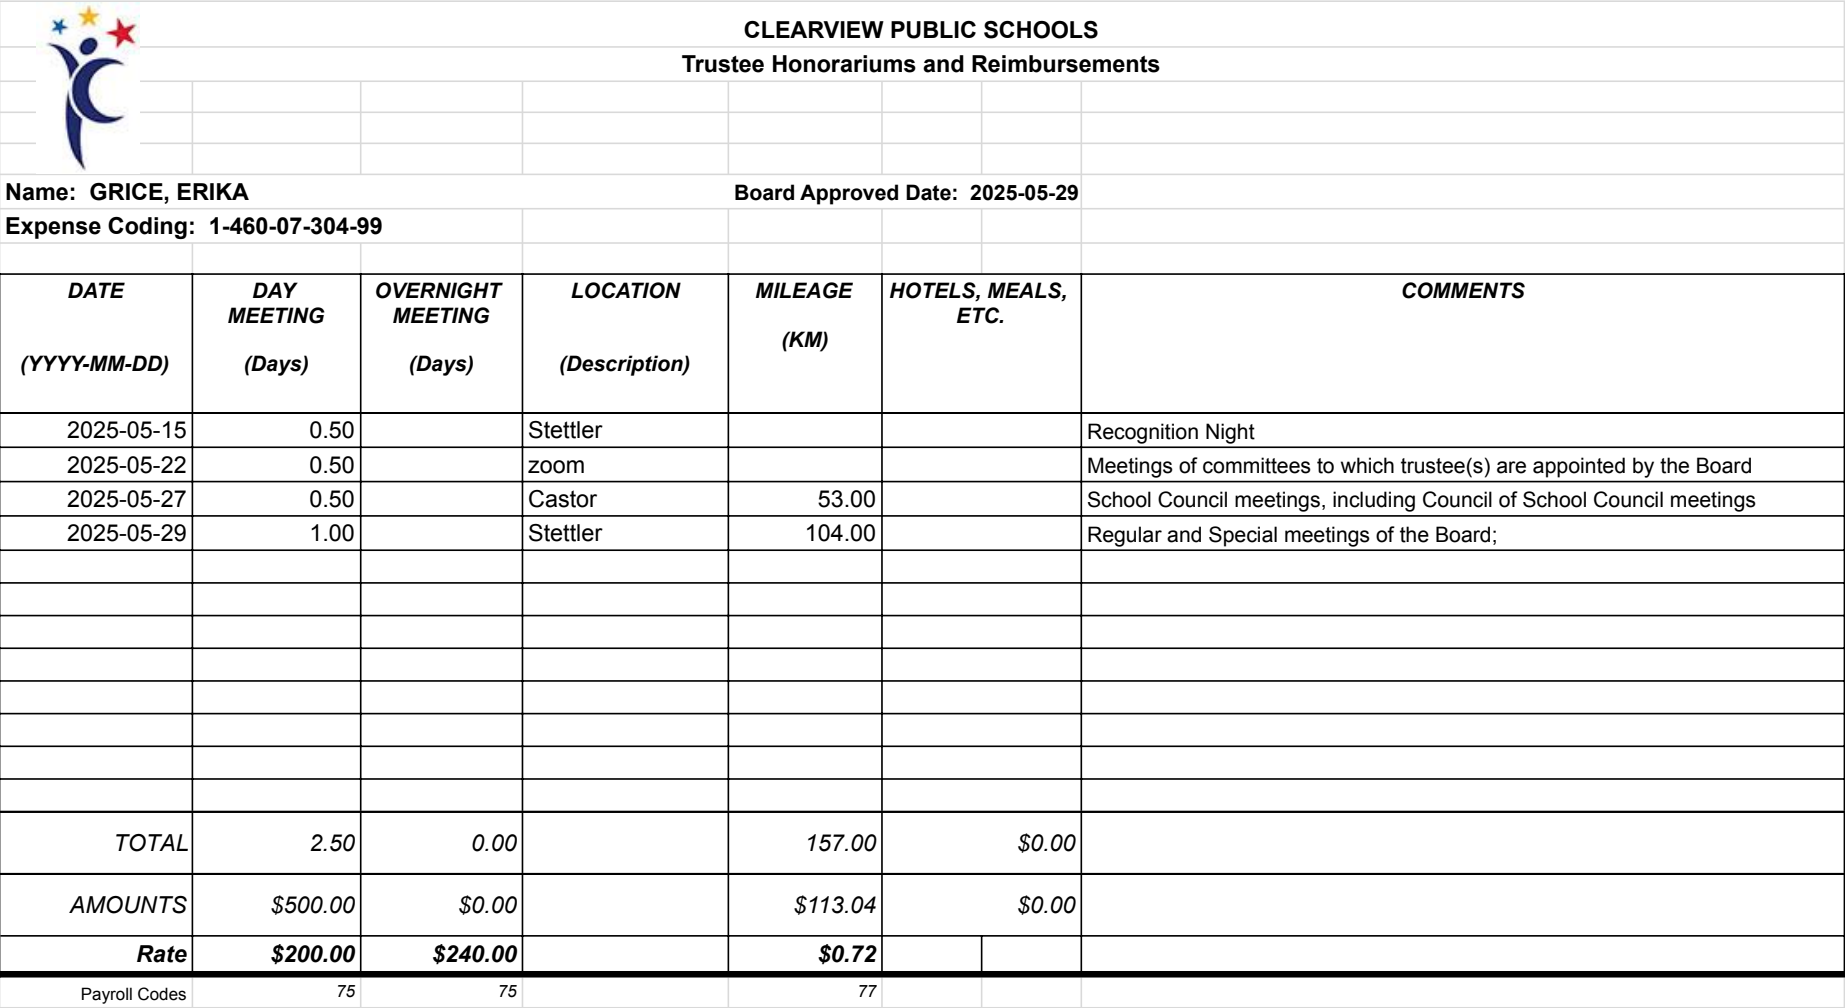 CLEARVIEW PUBLIC SCHOOLS
Trustee Honorariums and Reimbursements
Name: GRICE, ERIKA Board Approved Date: 2025-05-29
Expense Coding: 1-460-07-304-99
DATE DAY OVERNIGHT LOCATION MILEAGE HOTELS, MEALS, COMMENTS
MEETING MEETING ETC.
(KM)
(YYYY-MM-DD) (Days) (Days) (Description)
2025-05-15 0.50 Stettler Recognition Night
2025-05-22 0.50 zoom Meetings of committees to which trustee(s) are appointed by the Board
2025-05-27 0.50 Castor 53.00 School Council meetings, including Council of School Council meetings
2025-05-29 1.00 Stettler 104.00 Regular and Special meetings of the Board;
TOTAL 2.50 0.00 157.00 $0.00
AMOUNTS $500.00 $0.00 $113.04 $0.00
Rate $200.00 $240.00 $0.72
Payroll Codes 75 75 77